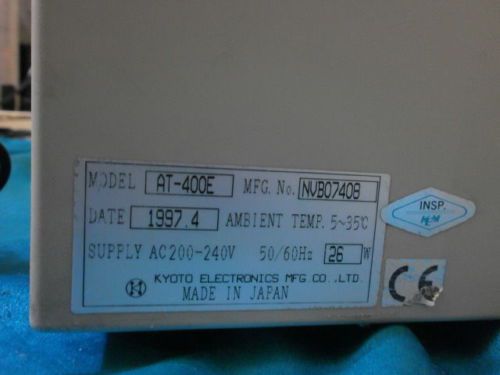 MODEL AT-400E MFG. No. NVB07408
DATE 1997.4 AMBIENT TEMP. 5~35℃
SUPPLY AC200-240V 50/60Hz 26 W
KYOTO ELECTRONICS MFG.CO.,LTD.
MADE IN JAPAN
INSP.
CE